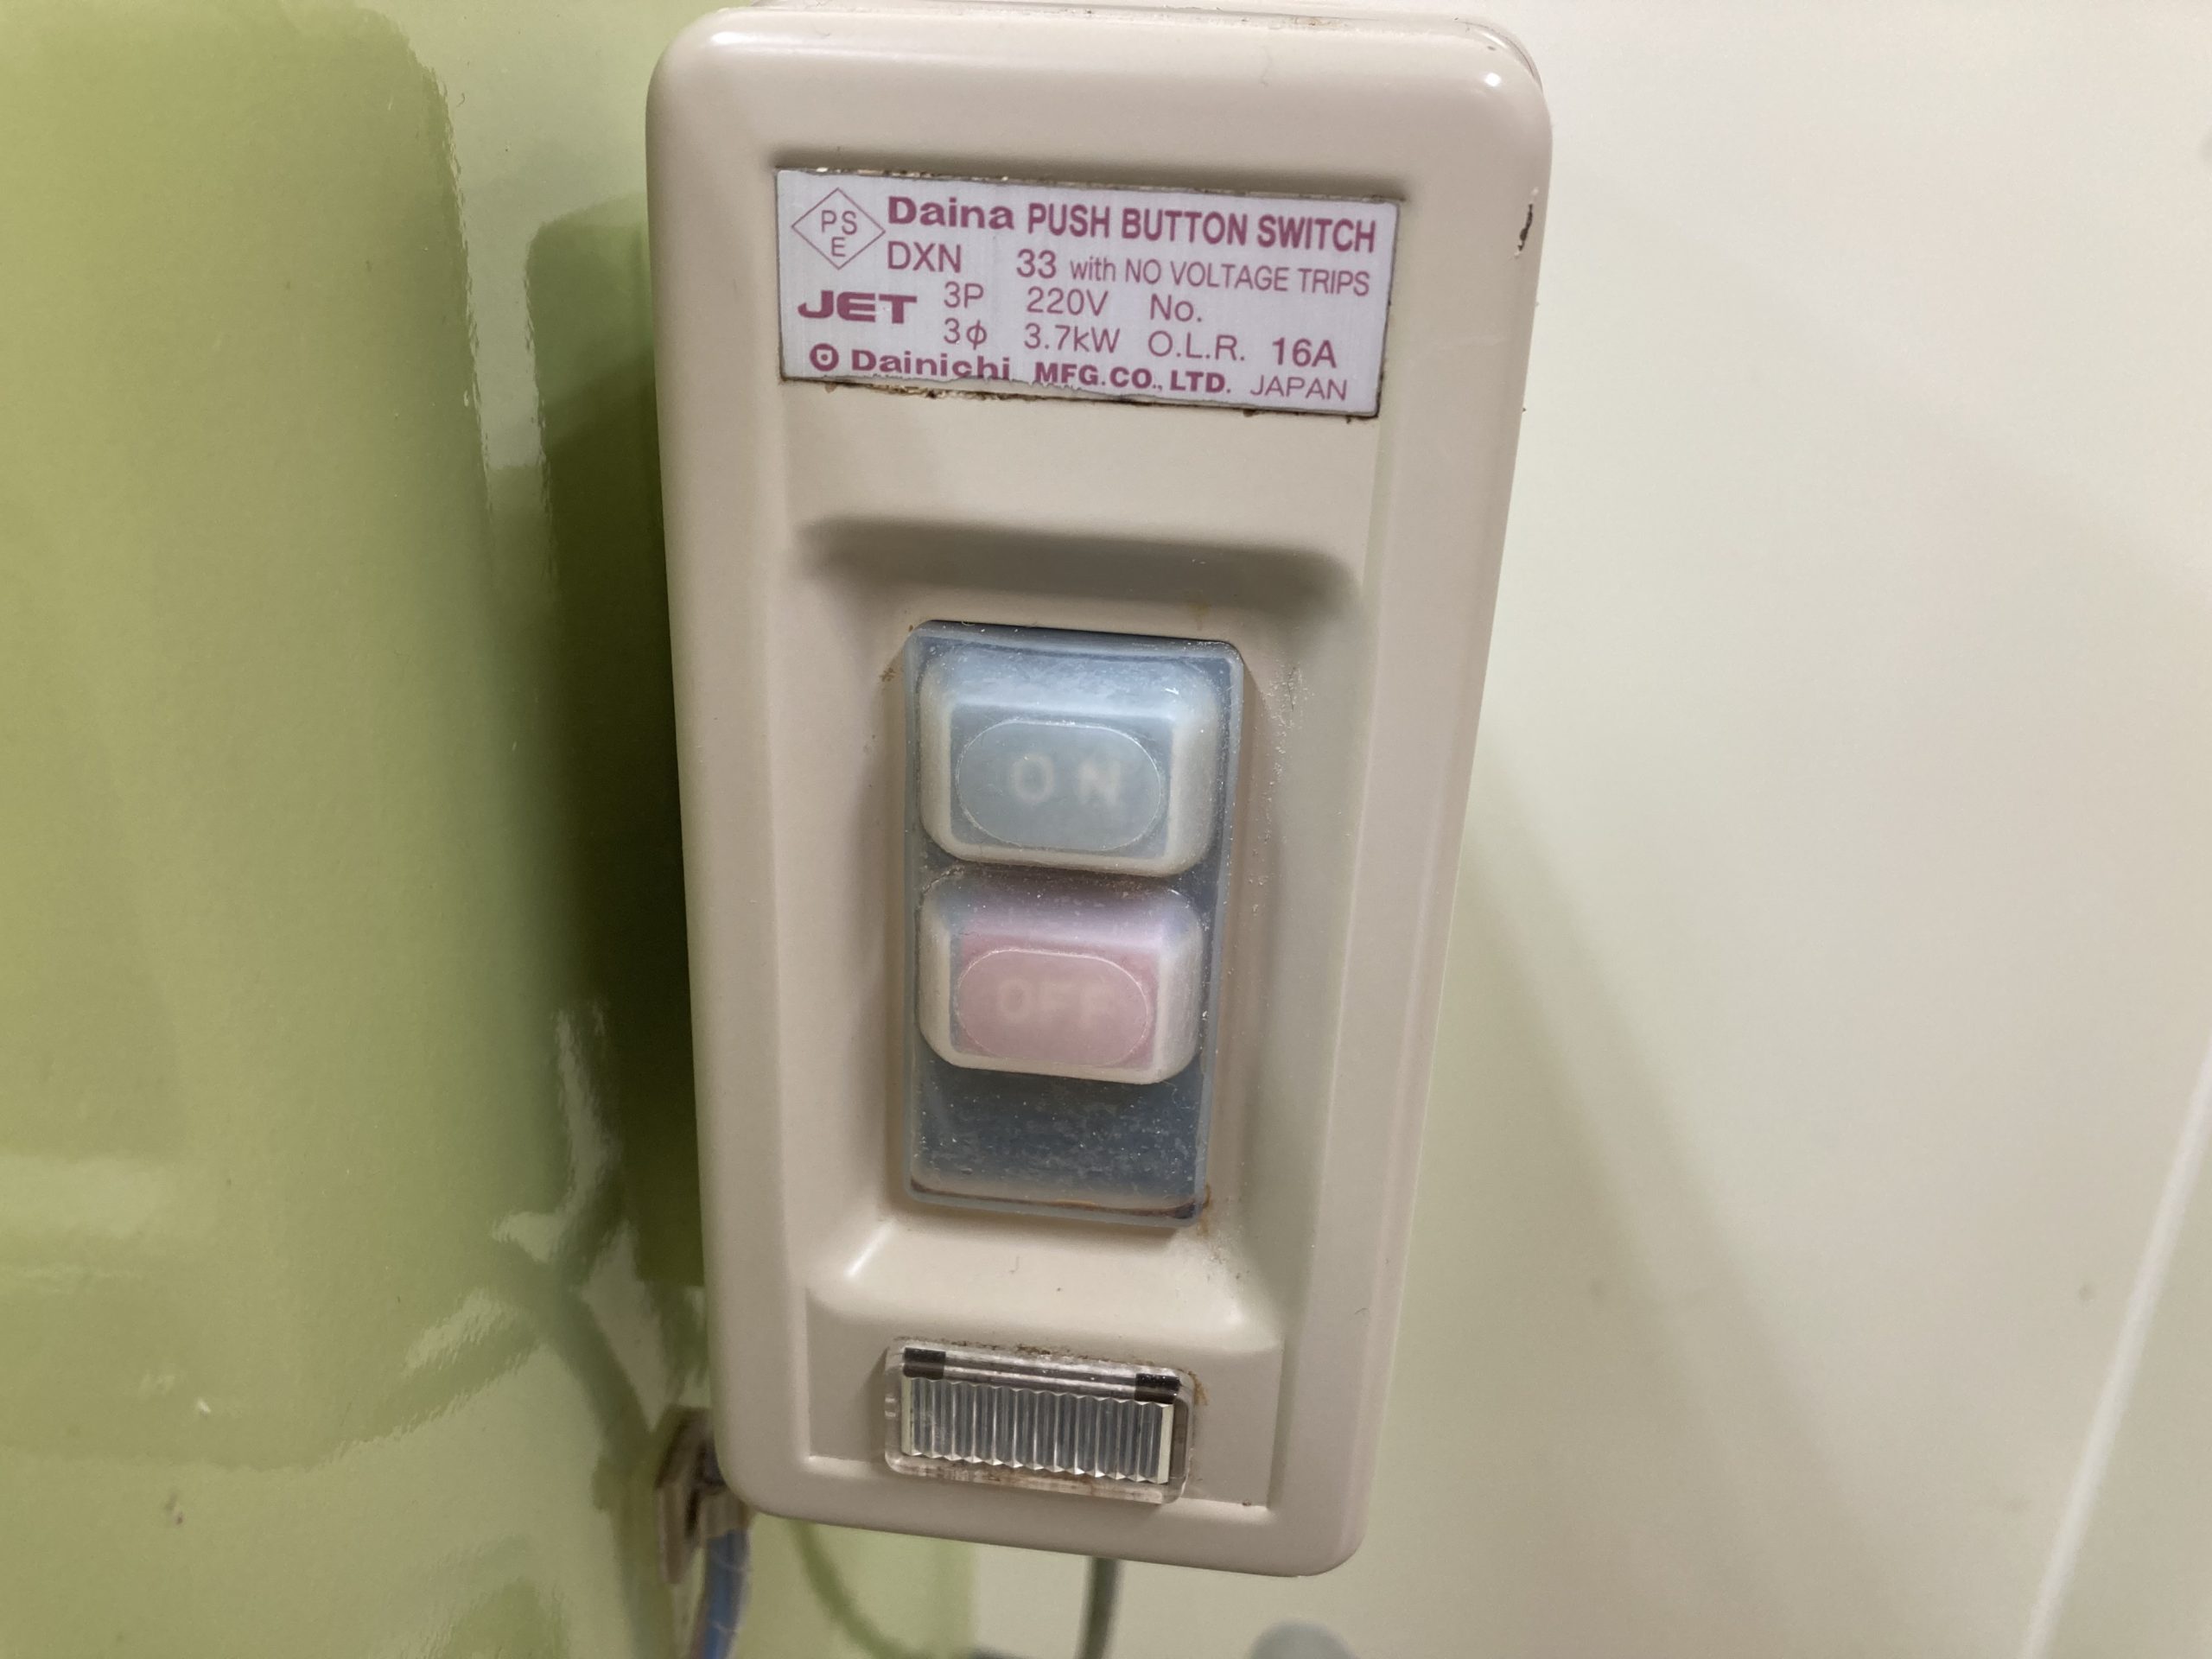 PS
E
Daina PUSH BUTTON SWITCH
DXN 33 with NO VOLTAGE TRIPS
JET 3P 220V No.
3φ 3.7kW O.L.R. 16A
Dainichi MFG.CO.,LTD. JAPAN
ON
OFF